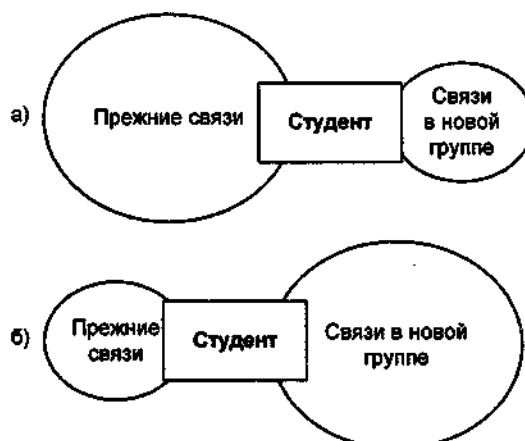 а)
Прежние связи
Студент
Связи
в новой
группе
б)
Прежние
связи
Студент
Связи в новой
группе